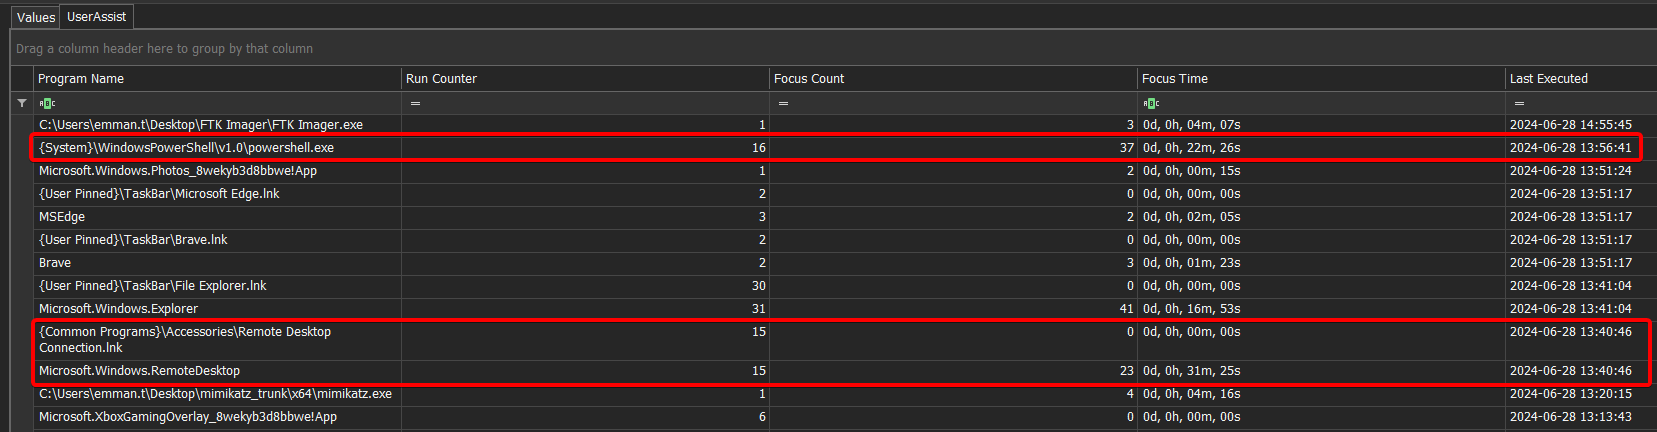 Values UserAssist
Drag a column header here to group by that column
Program Name Run Counter Focus Count Focus Time Last Executed
ABC = = ABC =
C:\Users\emman.t\Desktop\FTK Imager\FTK Imager.exe 1 3 0d, 0h, 04m, 07s 2024-06-28 14:55:45
{System}\WindowsPowerShell\v1.0\powershell.exe 16 37 0d, 0h, 22m, 26s 2024-06-28 13:56:41
Microsoft.Windows.Photos_8wekyb3d8bbwe!App 1 2 0d, 0h, 00m, 15s 2024-06-28 13:51:24
{User Pinned}\TaskBar\Microsoft Edge.lnk 2 0 0d, 0h, 00m, 00s 2024-06-28 13:51:17
MSEdge 3 2 0d, 0h, 02m, 05s 2024-06-28 13:51:17
{User Pinned}\TaskBar\Brave.lnk 2 0 0d, 0h, 00m, 00s 2024-06-28 13:51:17
Brave 2 3 0d, 0h, 01m, 23s 2024-06-28 13:51:17
{User Pinned}\TaskBar\File Explorer.lnk 30 0 0d, 0h, 00m, 00s 2024-06-28 13:41:04
Microsoft.Windows.Explorer 31 41 0d, 0h, 16m, 53s 2024-06-28 13:41:04
{Common Programs}\Accessories\Remote Desktop 15 0 0d, 0h, 00m, 00s 2024-06-28 13:40:46
Connection.lnk
Microsoft.Windows.RemoteDesktop 15 23 0d, 0h, 31m, 25s 2024-06-28 13:40:46
C:\Users\emman.t\Desktop\mimikatz_trunk\x64\mimikatz.exe 1 4 0d, 0h, 04m, 16s 2024-06-28 13:20:15
Microsoft.XboxGamingOverlay_8wekyb3d8bbwe!App 6 0 0d, 0h, 00m, 00s 2024-06-28 13:13:43